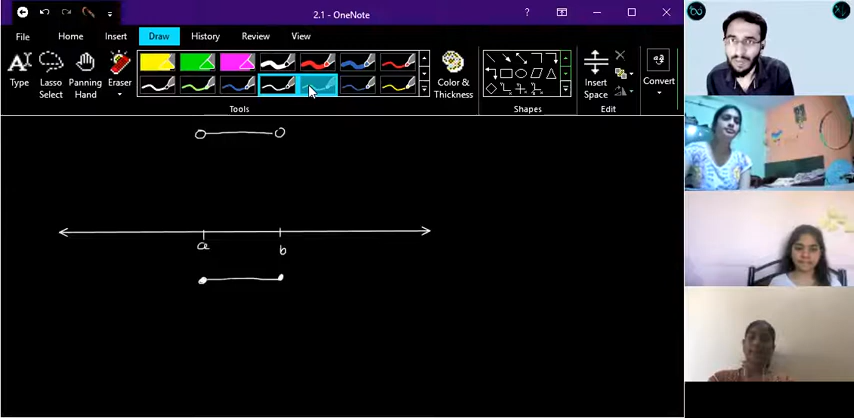 2.1 - OneNote
?
File Home Insert Draw History Review View
Type
Lasso
Select
Panning
Hand
Eraser
Color &
Thickness
Insert
Space
Convert
Tools
Shapes
Edit
a
b